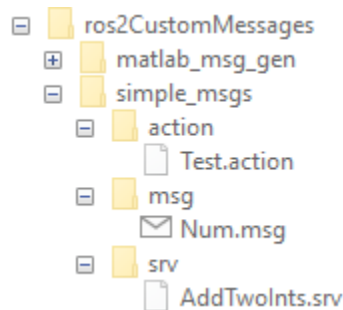 ros2CustomMessages
matlab_msg_gen
simple_msgs
action
Test.action
msg
Num.msg
srv
AddTwoInts.srv